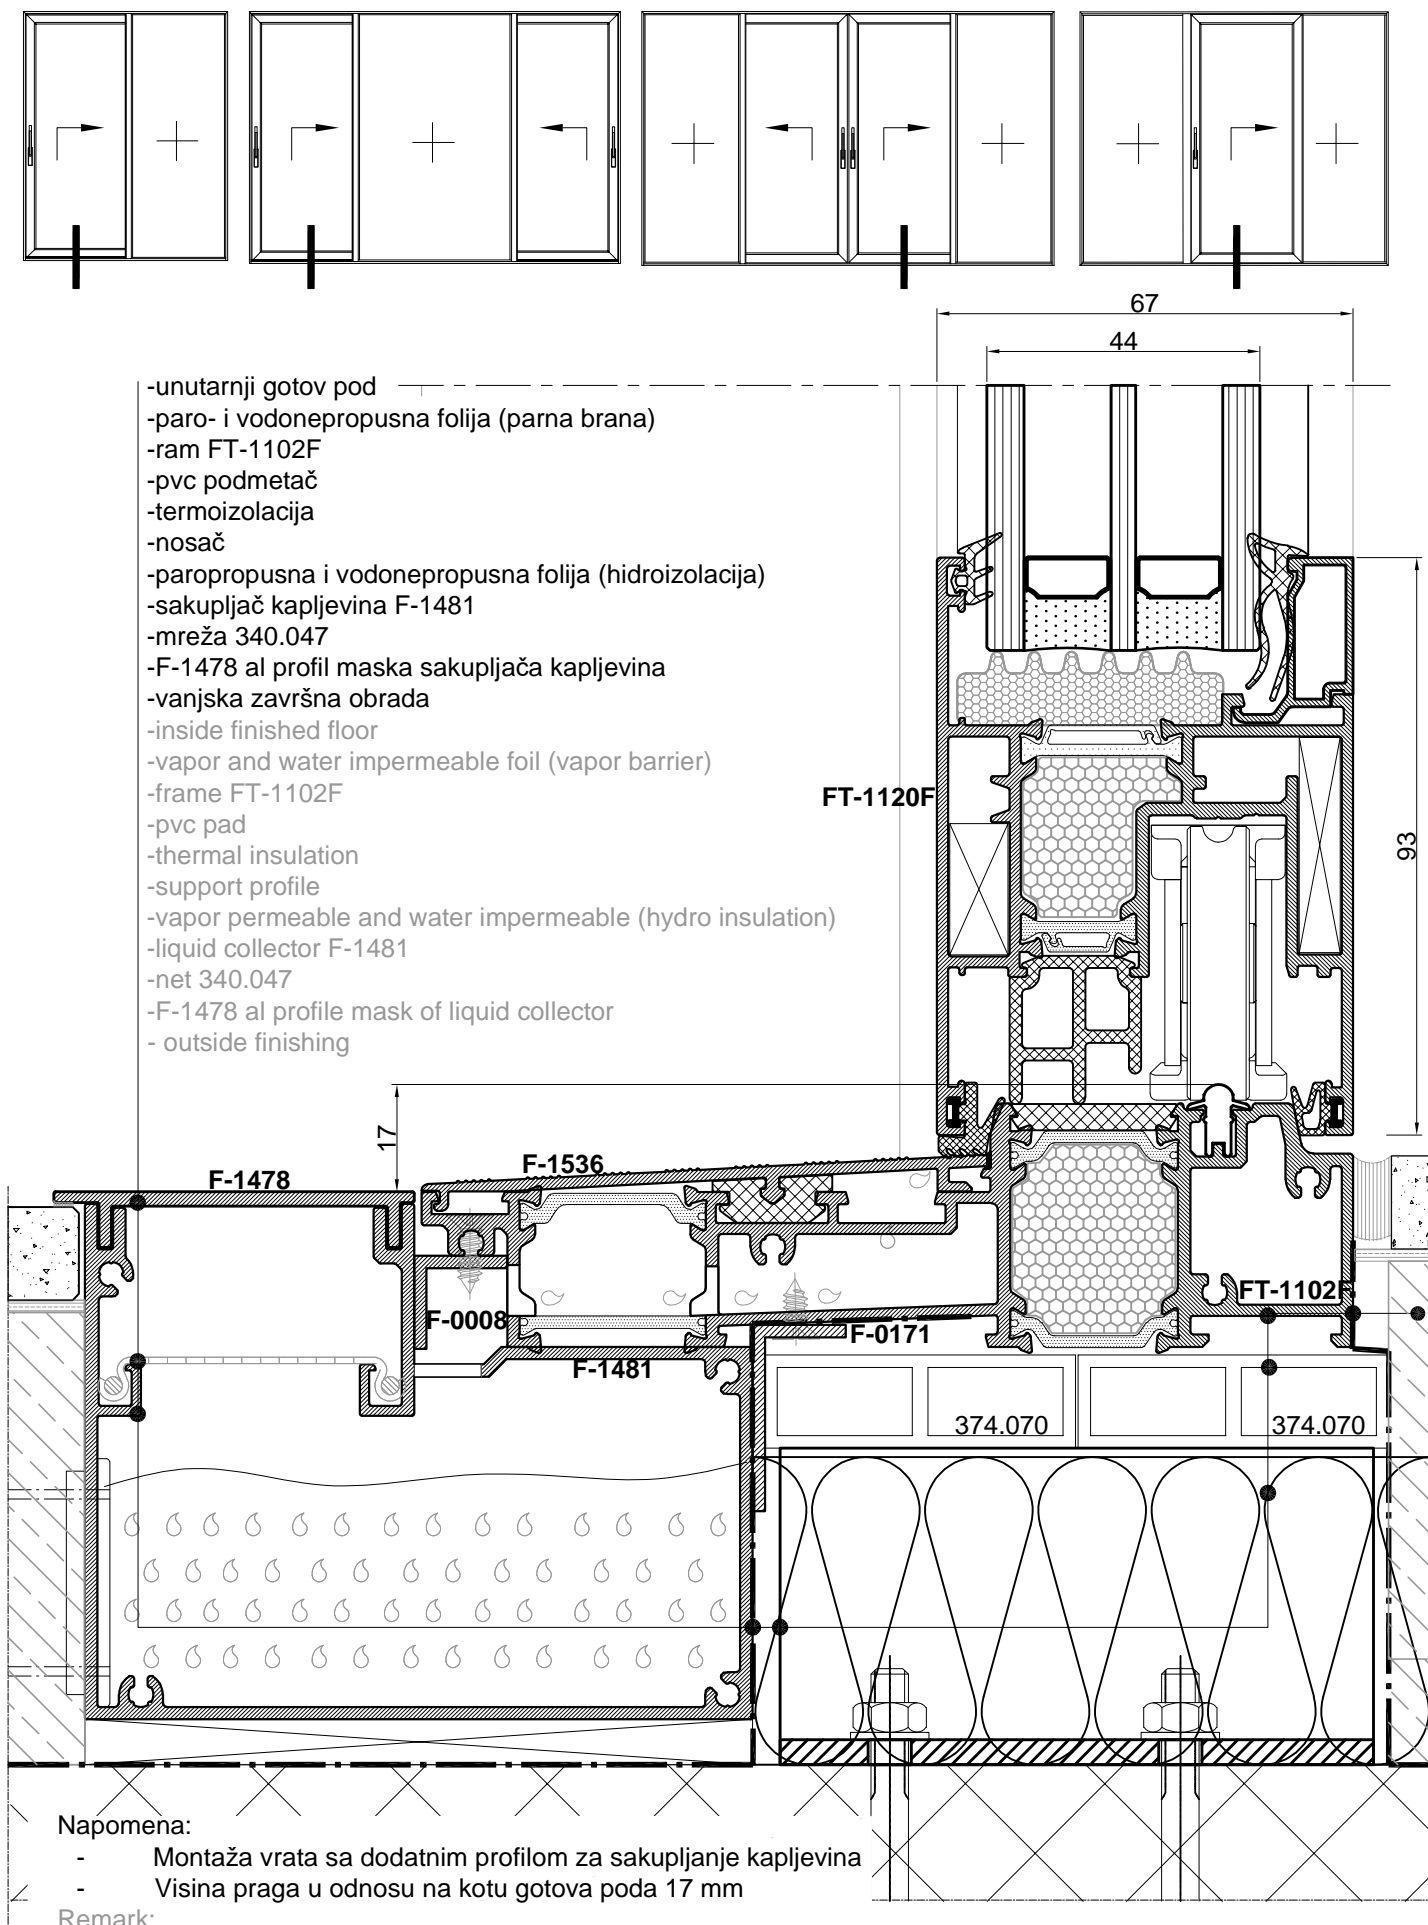 67
44
-unutarnji gotov pod
-paro- i vodonepropusna folija (parna brana)
-ram FT-1102F
-pvc podmetač
-termoizolacija
-nosač
-paropropusna i vodonepropusna folija (hidroizolacija)
-sakupljač kapljevina F-1481
-mreža 340.047
-F-1478 al profil maska sakupljača kapljevina
-vanjska završna obrada
-inside finished floor
-vapor and water impermeable foil (vapor barrier)
-frame FT-1102F
-pvc pad
-thermal insulation
-support profile
-vapor permeable and water impermeable (hydro insulation)
-liquid collector F-1481
-net 340.047
-F-1478 al profile mask of liquid collector
- outside finishing
FT-1120F
93
17
F-1478
F-1536
FT-1102F
F-0008
F-0171
F-1481
374.070
374.070
Napomena:
- Montaža vrata sa dodatnim profilom za sakupljanje kapljevina
- Visina praga u odnosu na kotu gotova poda 17 mm
Remark: